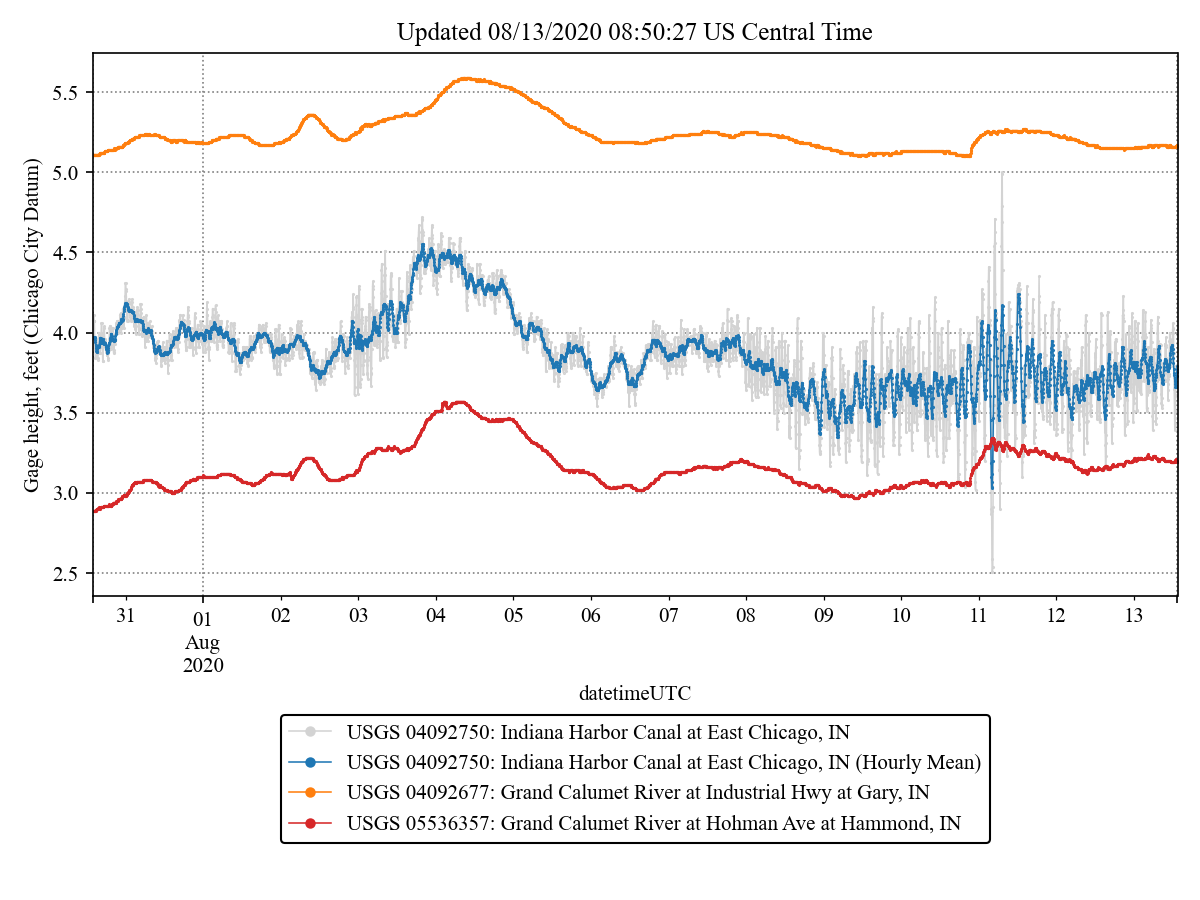 Updated 08/13/2020 08:50:27 US Central Time
Gage height, feet (Chicago City Datum)
5.5
5.0
4.5
4.0
3.5
3.0
2.5
31 01 02 03 04 05 06 07 08 09 10 11 12 13
Aug
2020
datetimeUTC
USGS 04092750: Indiana Harbor Canal at East Chicago, IN
USGS 04092750: Indiana Harbor Canal at East Chicago, IN (Hourly Mean)
USGS 04092677: Grand Calumet River at Industrial Hwy at Gary, IN
USGS 05536357: Grand Calumet River at Hohman Ave at Hammond, IN